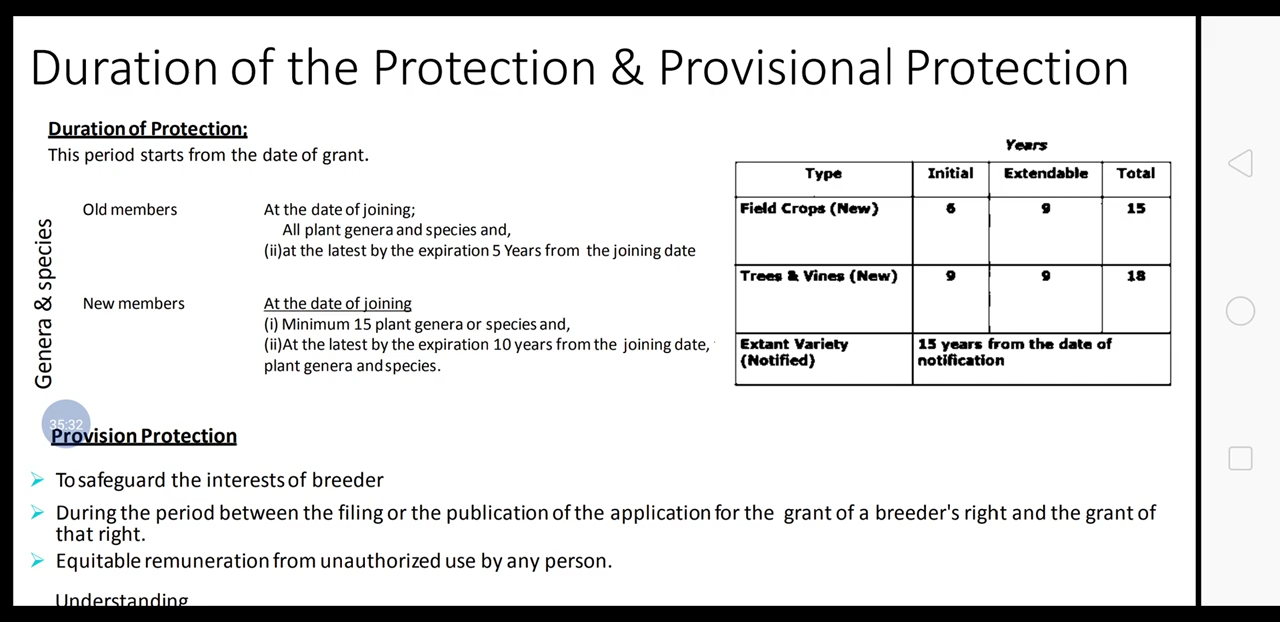 Duration of the Protection & Provisional Protection
Duration of Protection:
This period starts from the date of grant.
Genera & species
Old members
At the date of joining;
All plant genera and species and,
(ii)at the latest by the expiration 5 Years from the joining date
New members
At the date of joining
(i) Minimum 15 plant genera or species and,
(ii)At the latest by the expiration 10 years from the joining date,
plant genera and species.
Years
Type Initial Extendable Total
Field Crops (New) 6 9 15
Trees & Vines (New) 9 9 18
Extant Variety 15 years from the date of
(Notified) notification
35:32
Provision Protection
To safeguard the interests of breeder
During the period between the filing or the publication of the application for the grant of a breeder's right and the grant of
that right.
Equitable remuneration from unauthorized use by any person.
Understanding